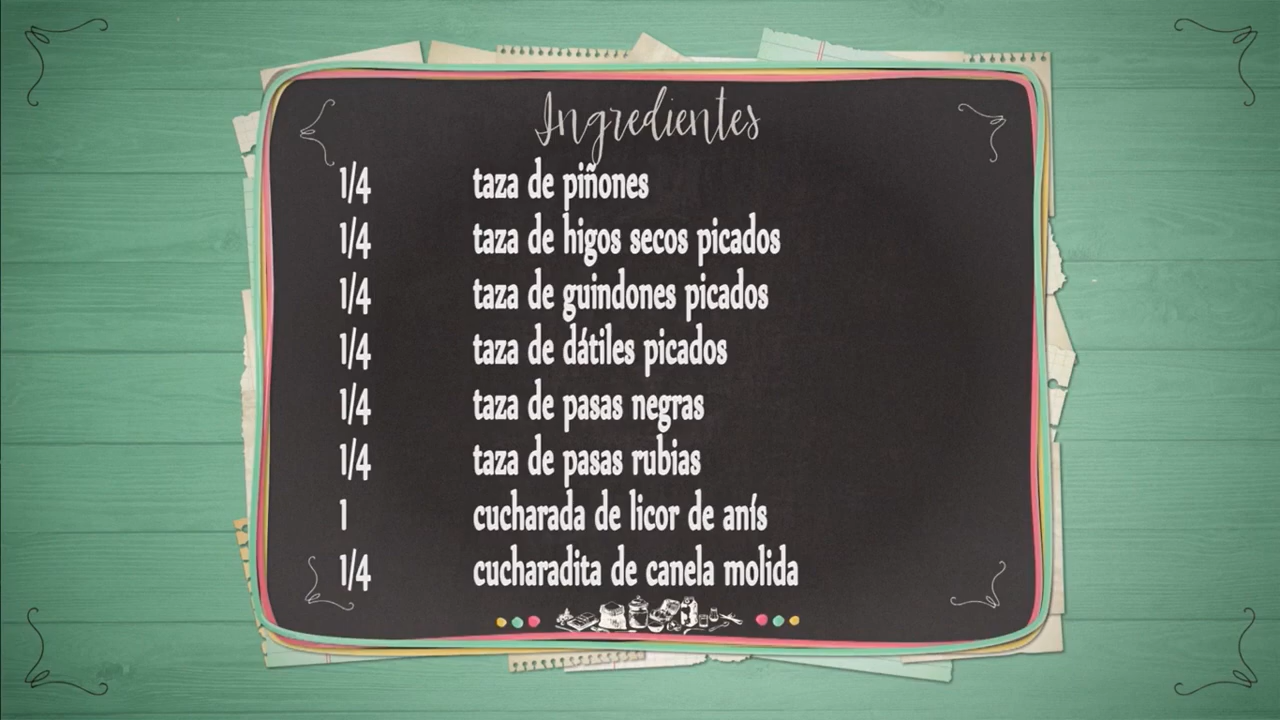 Ingredientes
1/4 taza de piñones
1/4 taza de higos secos picados
1/4 taza de guindones picados
1/4 taza de dátiles picados
1/4 taza de pasas negras
1/4 taza de pasas rubias
1 cucharada de licor de anís
1/4 cucharadita de canela molida